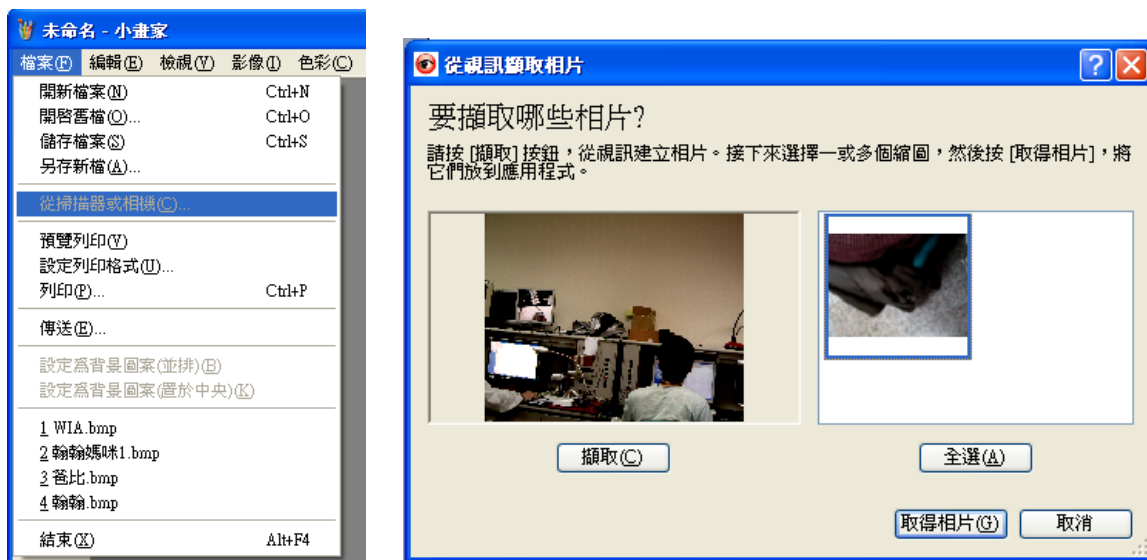 未命名 - 小畫家
檔案(F) 編輯(E) 檢視(V) 影像(I) 色彩(C)
開新檔案(N) Ctrl+N
開啓舊檔(O)... Ctrl+O
儲存檔案(S) Ctrl+S
另存新檔(A)...
從掃描器或相機(C)...
預覽列印(V)
設定列印格式(U)...
列印(P)... Ctrl+P
傳送(E)...
設定爲背景圖案(並排)(B)
設定爲背景圖案(置於中央)(K)
1 WIA.bmp
2 翰翰媽咪1.bmp
3 爸比.bmp
4 翰翰.bmp
結束(X) Alt+F4
從視訊擷取相片
要擷取哪些相片?
請按 [擷取] 按鈕，從視訊建立相片。接下來選擇一或多個縮圖，然後按 [取得相片]，將
它們放到應用程式。
擷取(C)
全選(A)
取得相片(G)
取消